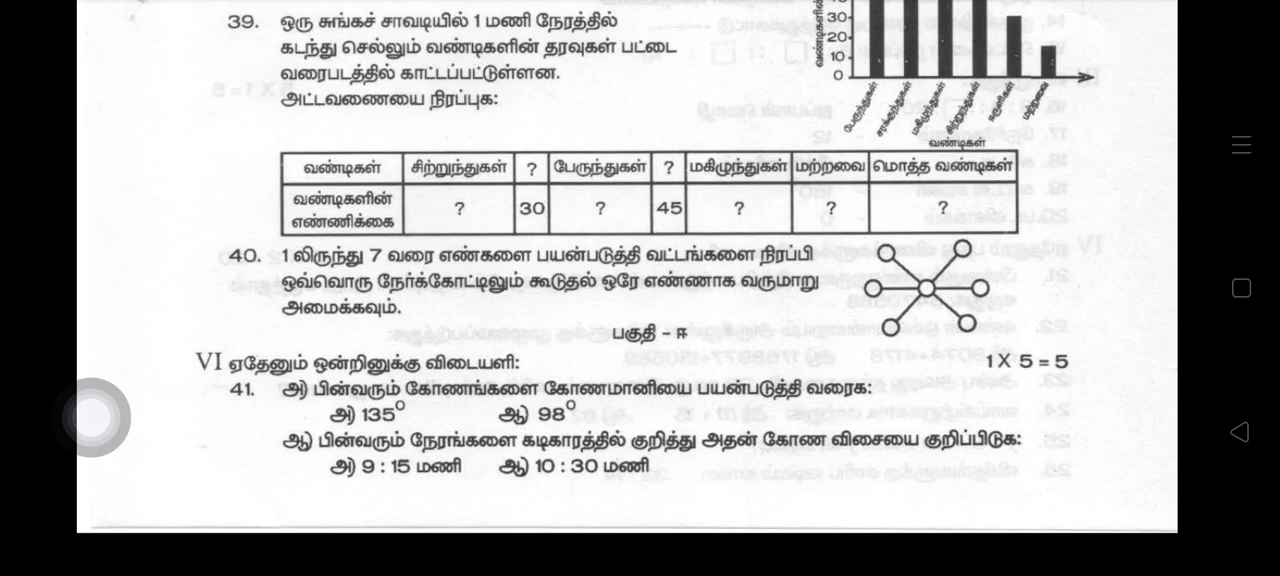 39. ஒரு சுங்கச் சாவடியில் 1 மணி நேரத்தில்
கடந்து செல்லும் வண்டிகளின் தரவுகள் பட்டை
வரைபடத்தில் காட்டப்பட்டுள்ளன.
அட்டவணையை நிரப்புக:
30
20
10
0
பேருந்துகள்
சரக்குந்துகள்
மகிழுந்துகள்
சிற்றுந்துகள்
மற்றவை
வண்டிகள்
வண்டிகள் சிற்றுந்துகள் ? பேருந்துகள் ? மகிழுந்துகள் மற்றவை மொத்த வண்டிகள்
வண்டிகளின் எண்ணிக்கை ? 30 ? 45 ? ? ?
40. 1 லிருந்து 7 வரை எண்களை பயன்படுத்தி வட்டங்களை நிரப்பி
ஒவ்வொரு நேர்க்கோட்டிலும் கூடுதல் ஒரே எண்ணாக வருமாறு
அமைக்கவும்.
பகுதி - ஈ
VI ஏதேனும் ஒன்றினுக்கு விடையளி: 1 X 5 = 5
41. அ) பின்வரும் கோணங்களை கோணமானியை பயன்படுத்தி வரைக:
அ) 135° ஆ) 98°
ஆ) பின்வரும் நேரங்களை கடிகாரத்தில் குறித்து அதன் கோண விசையை குறிப்பிடுக:
அ) 9 : 15 மணி ஆ) 10 : 30 மணி